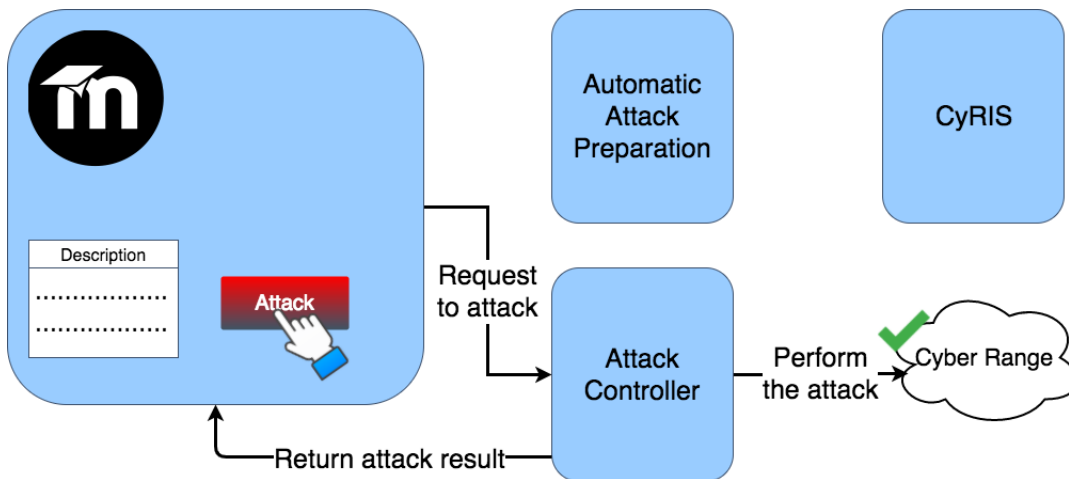 m
Automatic
Attack
Preparation
CyRIS
Description
Attack
Request
to attack
Attack
Controller
Perform
the attack
Cyber Range
Return attack result